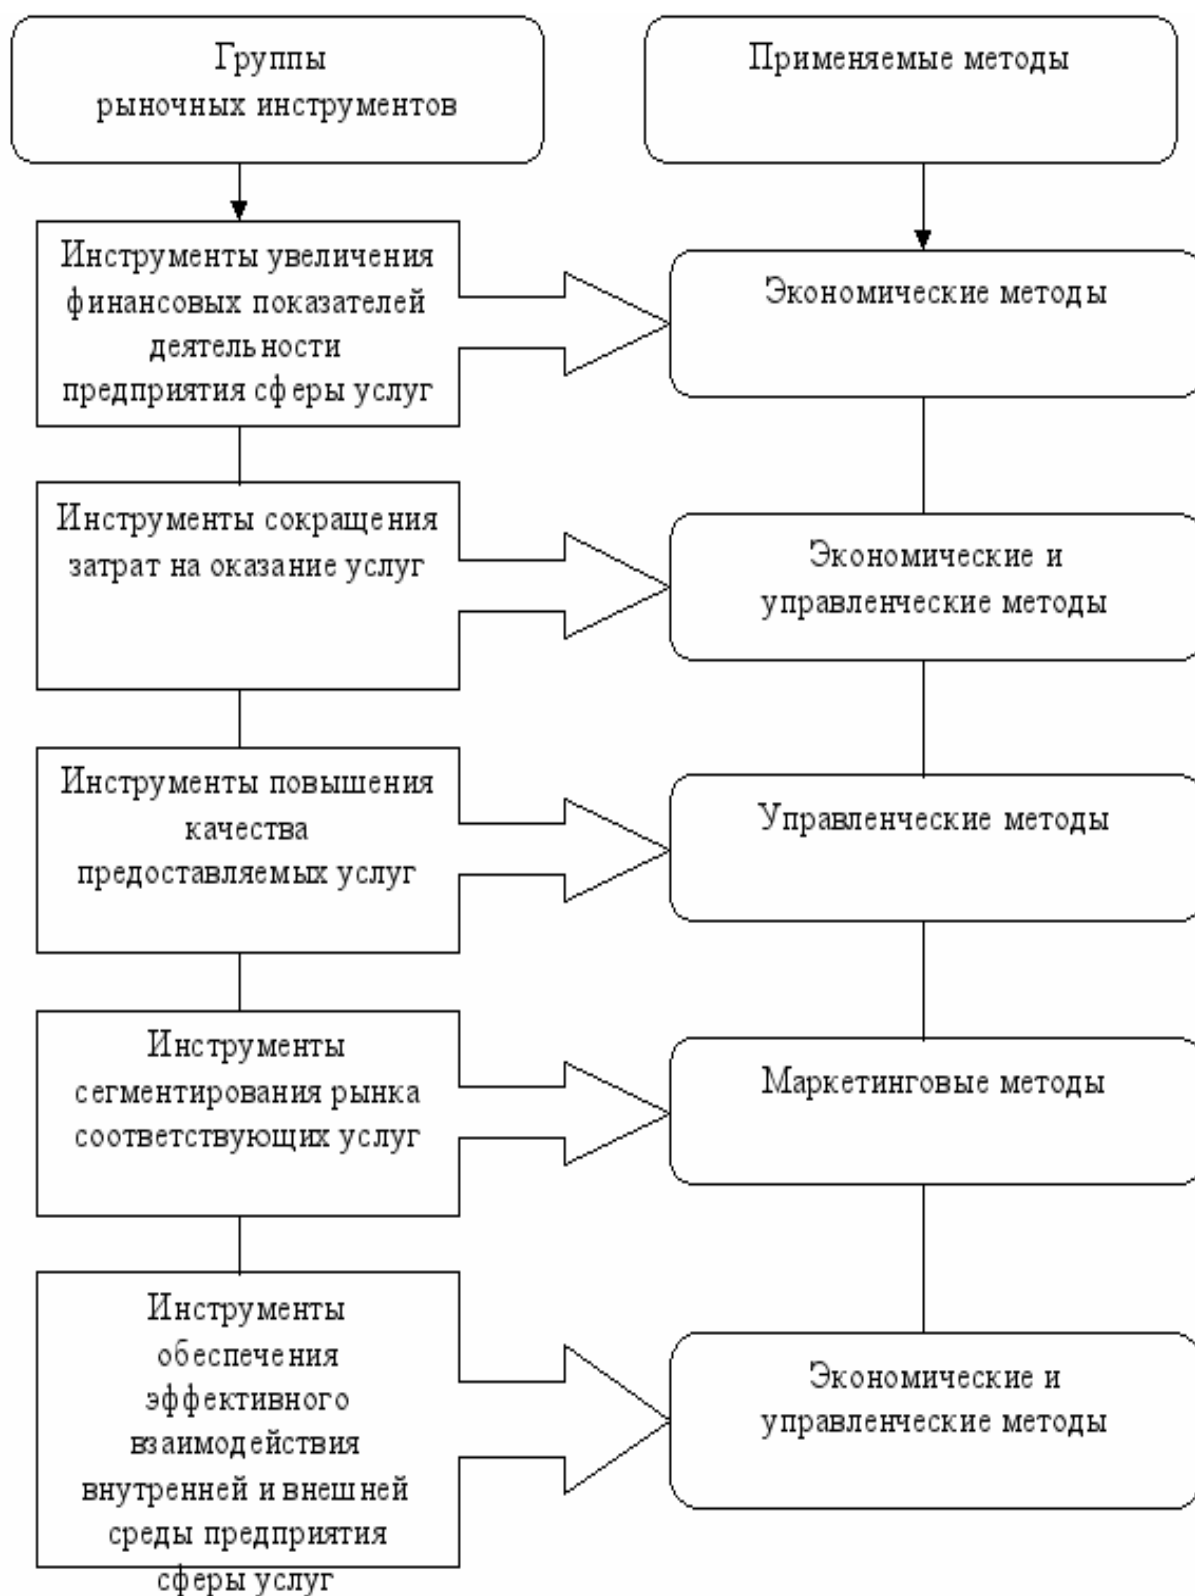 Группы
рыночных инструментов
Применяемые методы
Инструменты увеличения
финансовых показателей
деятельности
предприятия сферы услуг
Экономические методы
Инструменты сокращения
затрат на оказание услуг
Экономические и
управленческие методы
Инструменты повышения
качества
предоставляемых услуг
Управленческие методы
Инструменты
сегментирования рынка
соответствующих услуг
Маркетинговые методы
Инструменты
обеспечения
эффективного
взаимодействия
внутренней и внешней
среды предприятия
сферы услуг
Экономические и
управленческие методы